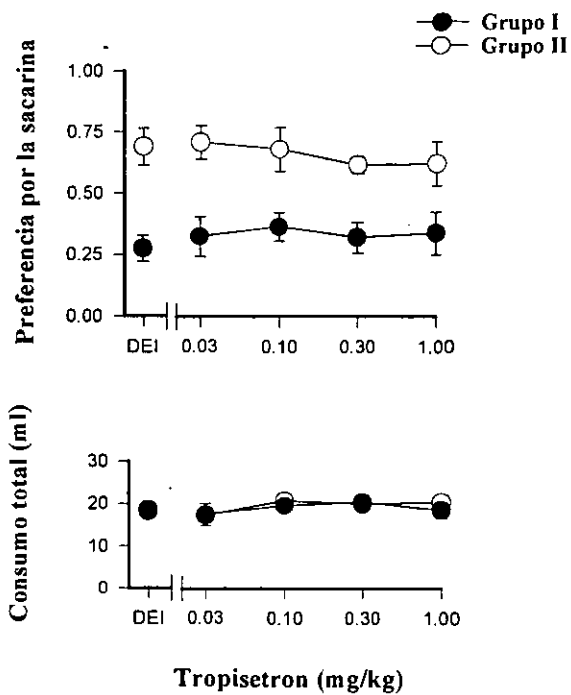 Grupo I
Grupo II
Preferencia por la sacarina
1.00
0.75
0.50
0.25
0.00
DEI 0.03 0.10 0.30 1.00
Consumo total (ml)
30
20
10
0
DEI 0.03 0.10 0.30 1.00
Tropisetron (mg/kg)